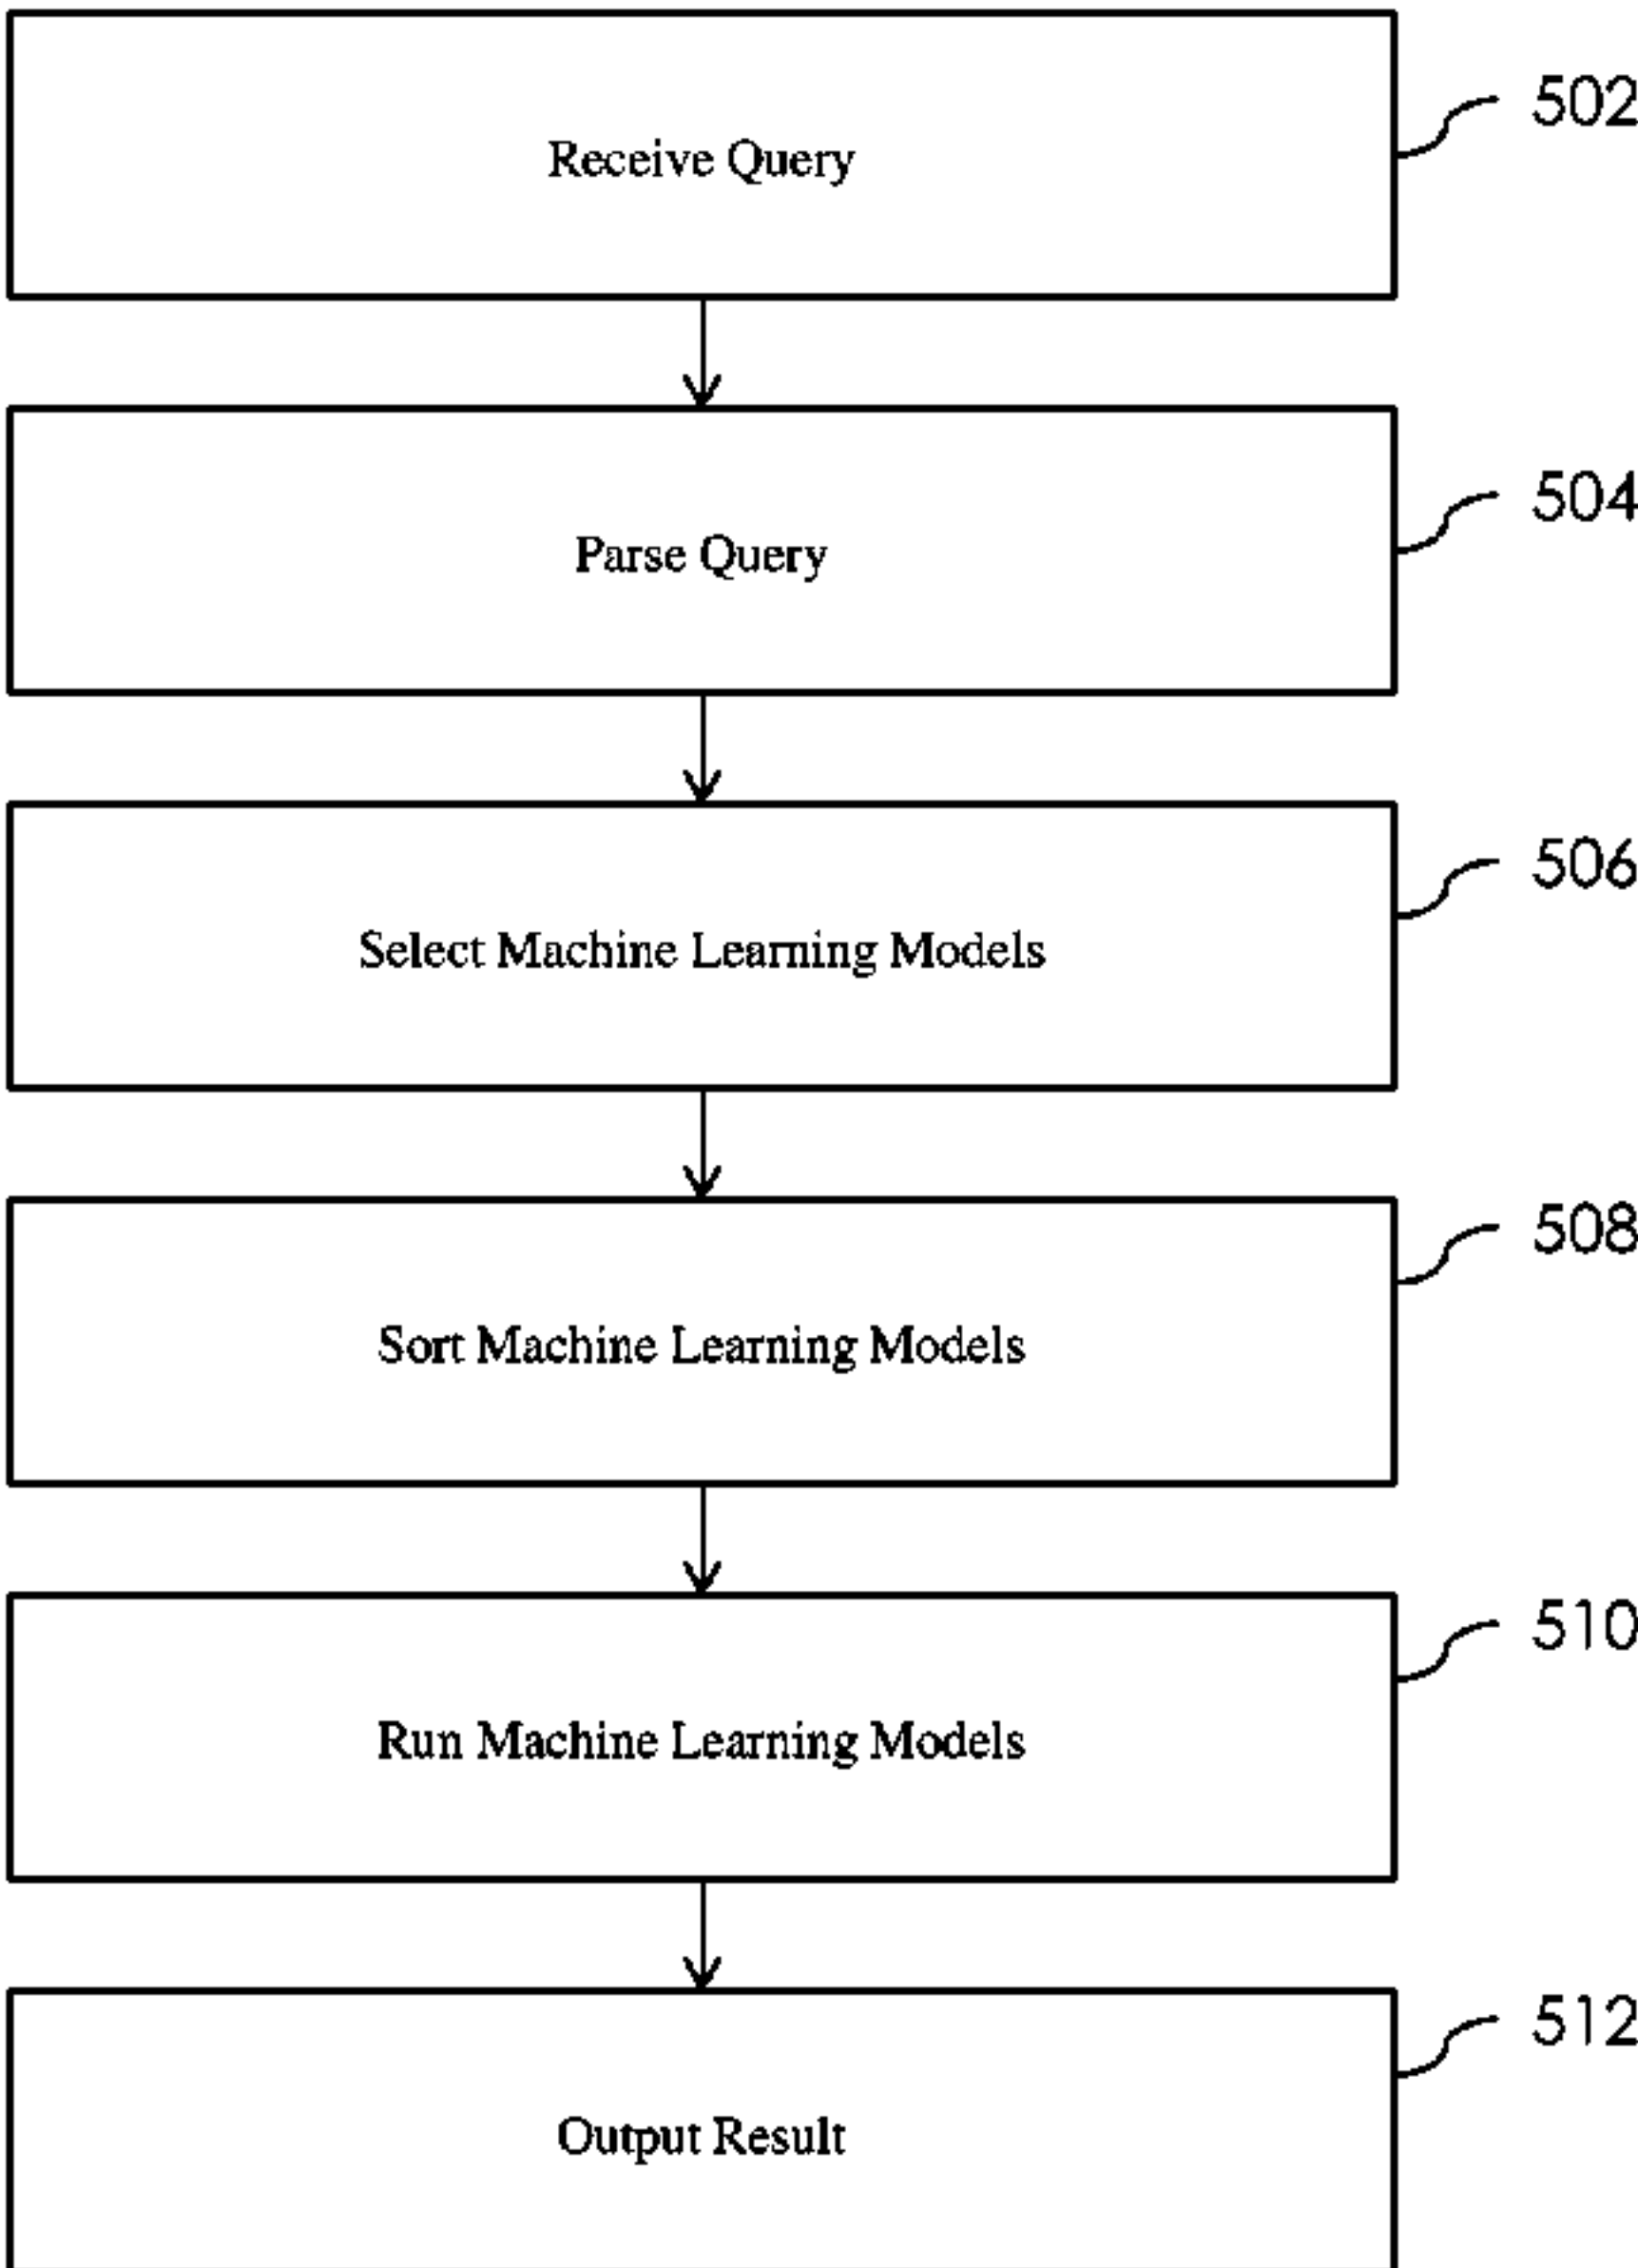 Receive Query
502
Parse Query
504
Select Machine Learning Models
506
Sort Machine Learning Models
508
Run Machine Learning Models
510
Output Result
512